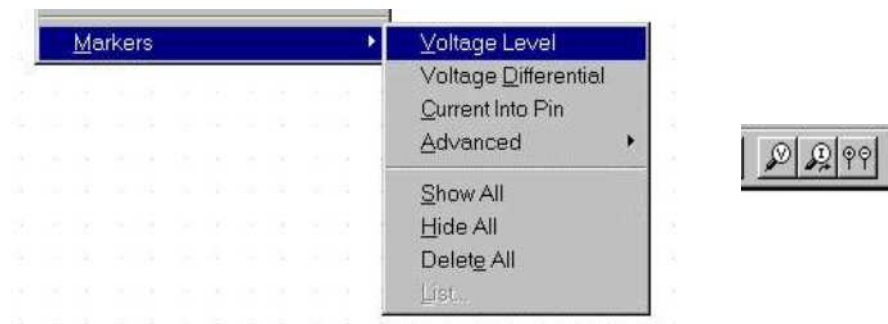 Markers
Voltage Level
Voltage Differential
Current Into Pin
Advanced
Show All
Hide All
Delete All
List...
V I